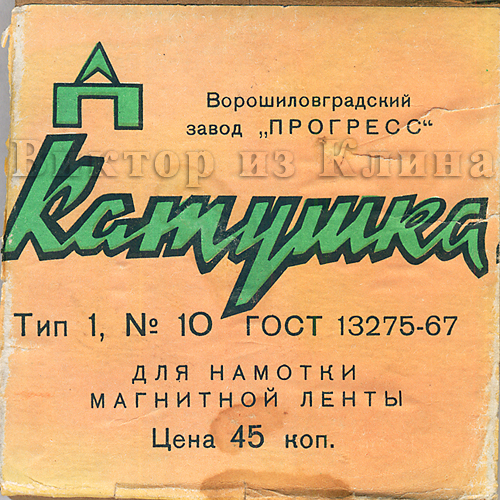 Ворошиловградский
завод „ПРОГРЕСС“
Виктор из Клина
Катушка
Тип 1, № 10 ГОСТ 13275-67
ДЛЯ НАМОТКИ
МАГНИТНОЙ ЛЕНТЫ
Цена 45 коп.